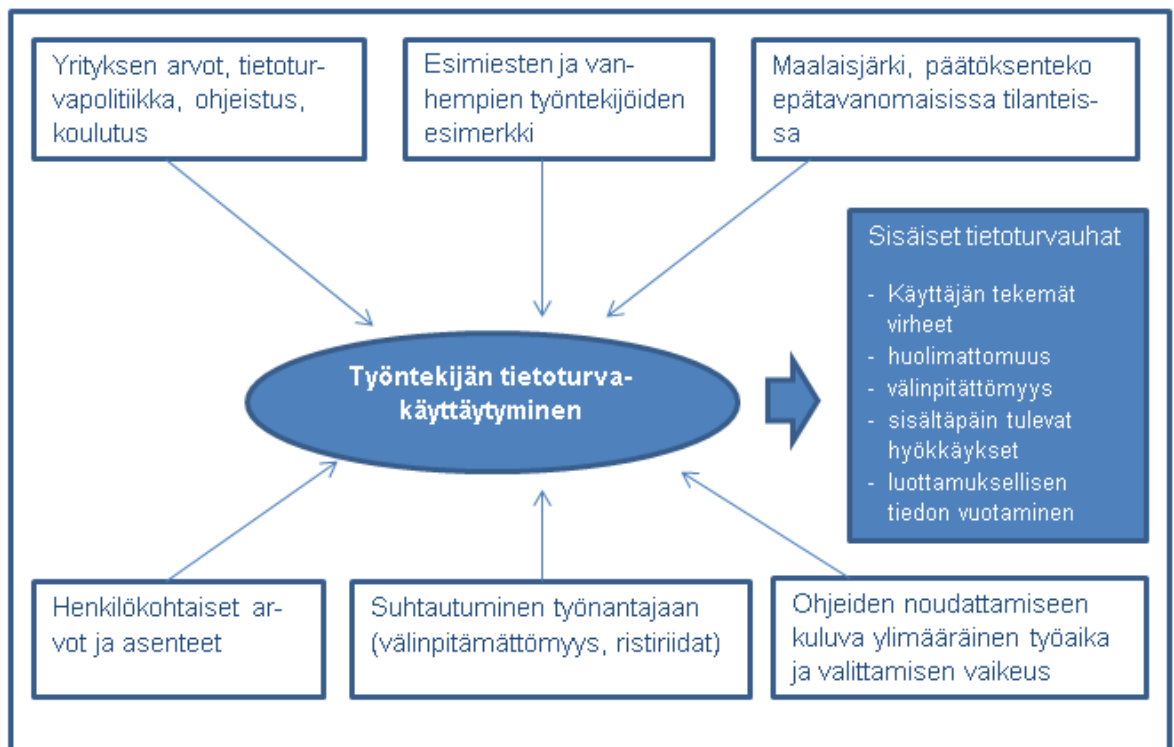 Yrityksen arvot, tietotur-
vapolitiikka, ohjeistus,
koulutus
Esimiesten ja van-
hempien työntekijöiden
esimerkki
Maalaisjärki, päätöksenteko
epätavanomaisissa tilanteis-
sa
Sisäiset tietoturvauhat
- Käyttäjän tekemät
virheet
- huolimattomuus
- välinpitättömyys
- sisältäpäin tulevat
hyökkäykset
- luottamuksellisen
tiedon vuotaminen
Työntekijän tietoturva-
käyttäytyminen
Henkilökohtaiset ar-
vot ja asenteet
Suhtautuminen työnantajaan
(välinpitämättömyys, ristiriidat)
Ohjeiden noudattamiseen
kuluva ylimääräinen työaika
ja valittamisen vaikeus